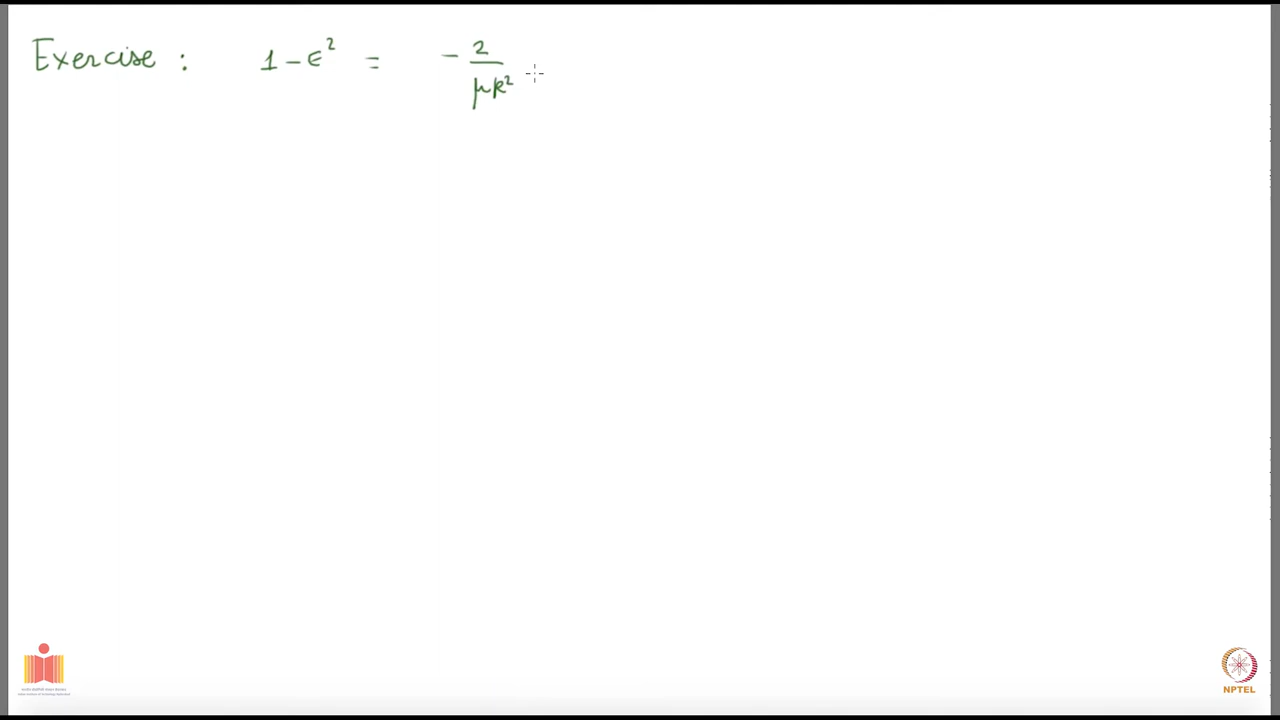 Exercise : 1 - ϵ² = - 2/μk²
NPTEL